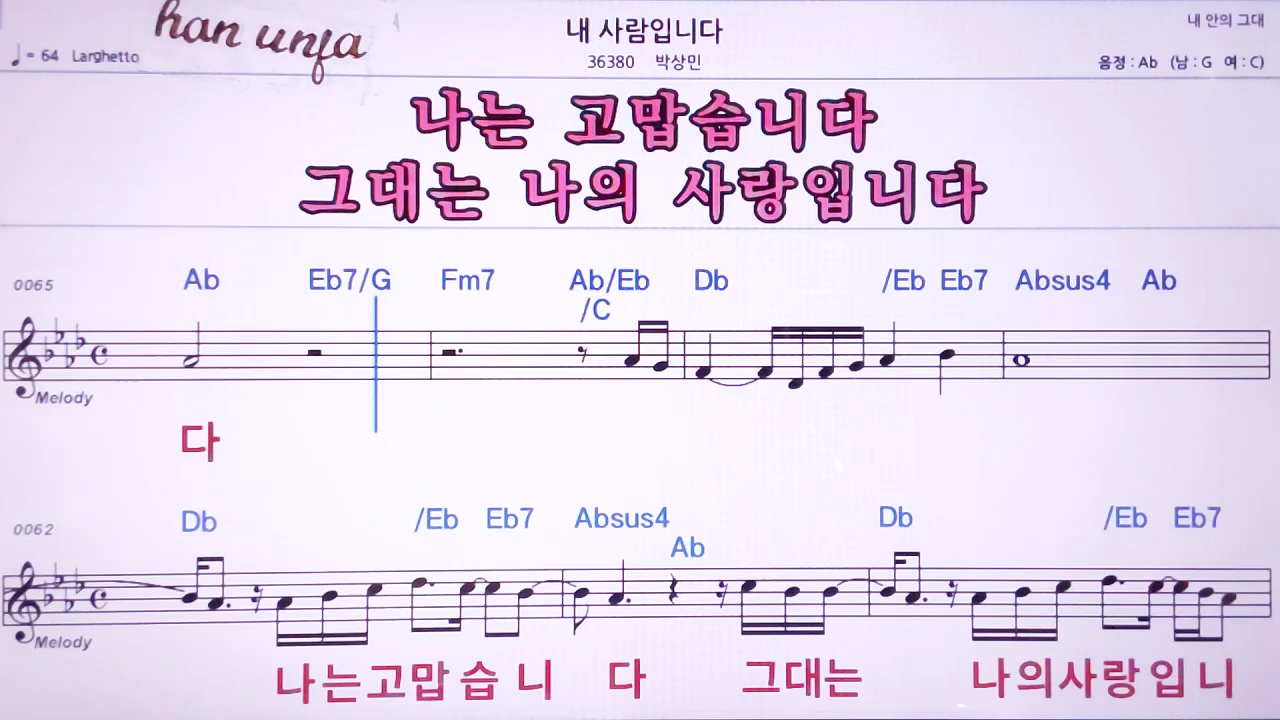 han unja
내 사람입니다
내 안의 그대
♩= 64 Larghetto
36380 박상민
음정 : Ab (남 : G 여 : C)
나는 고맙습니다
그대는 나의 사랑입니다
0065 Ab Eb7/G Fm7 Ab/Eb Db /Eb Eb7 Absus4 Ab
/C
Melody
다
0062 Db /Eb Eb7 Absus4 Db /Eb Eb7
Ab
Melody
나는고맙습 니 다 그대는 나의사랑입니